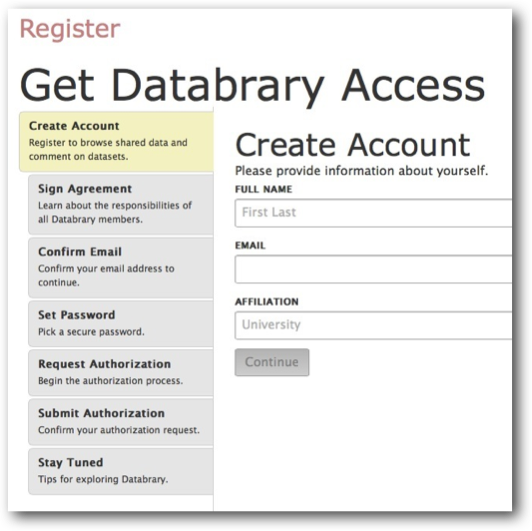 Register
Get Databrary Access
Create Account
Register to browse shared data and
comment on datasets.
Sign Agreement
Learn about the responsibilities of
all Databrary members.
Confirm Email
Confirm your email address to
continue.
Set Password
Pick a secure password.
Request Authorization
Begin the authorization process.
Submit Authorization
Confirm your authorization request.
Stay Tuned
Tips for exploring Databrary.
Create Account
Please provide information about yourself.
FULL NAME
First Last
EMAIL
AFFILIATION
University
Continue